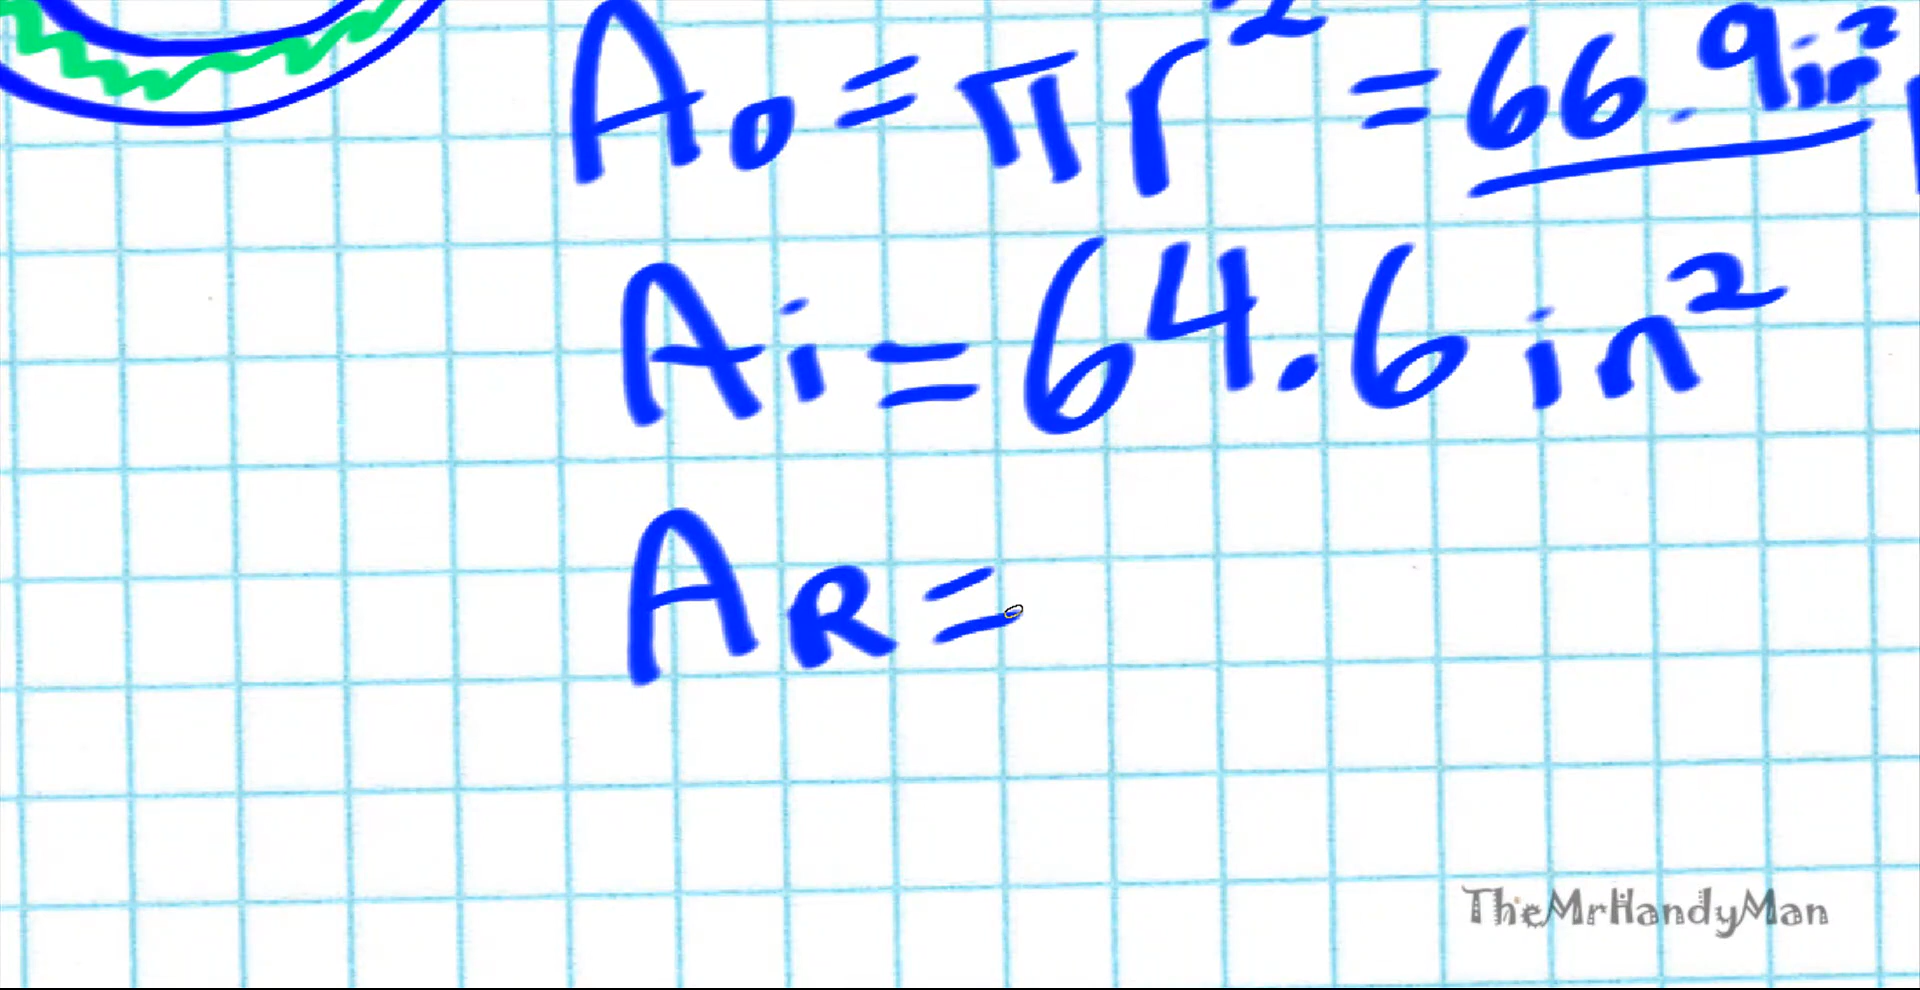 Ao = πr² = 66.9in²
Ai = 64.6 in²
AR =
TheMrHandyMan